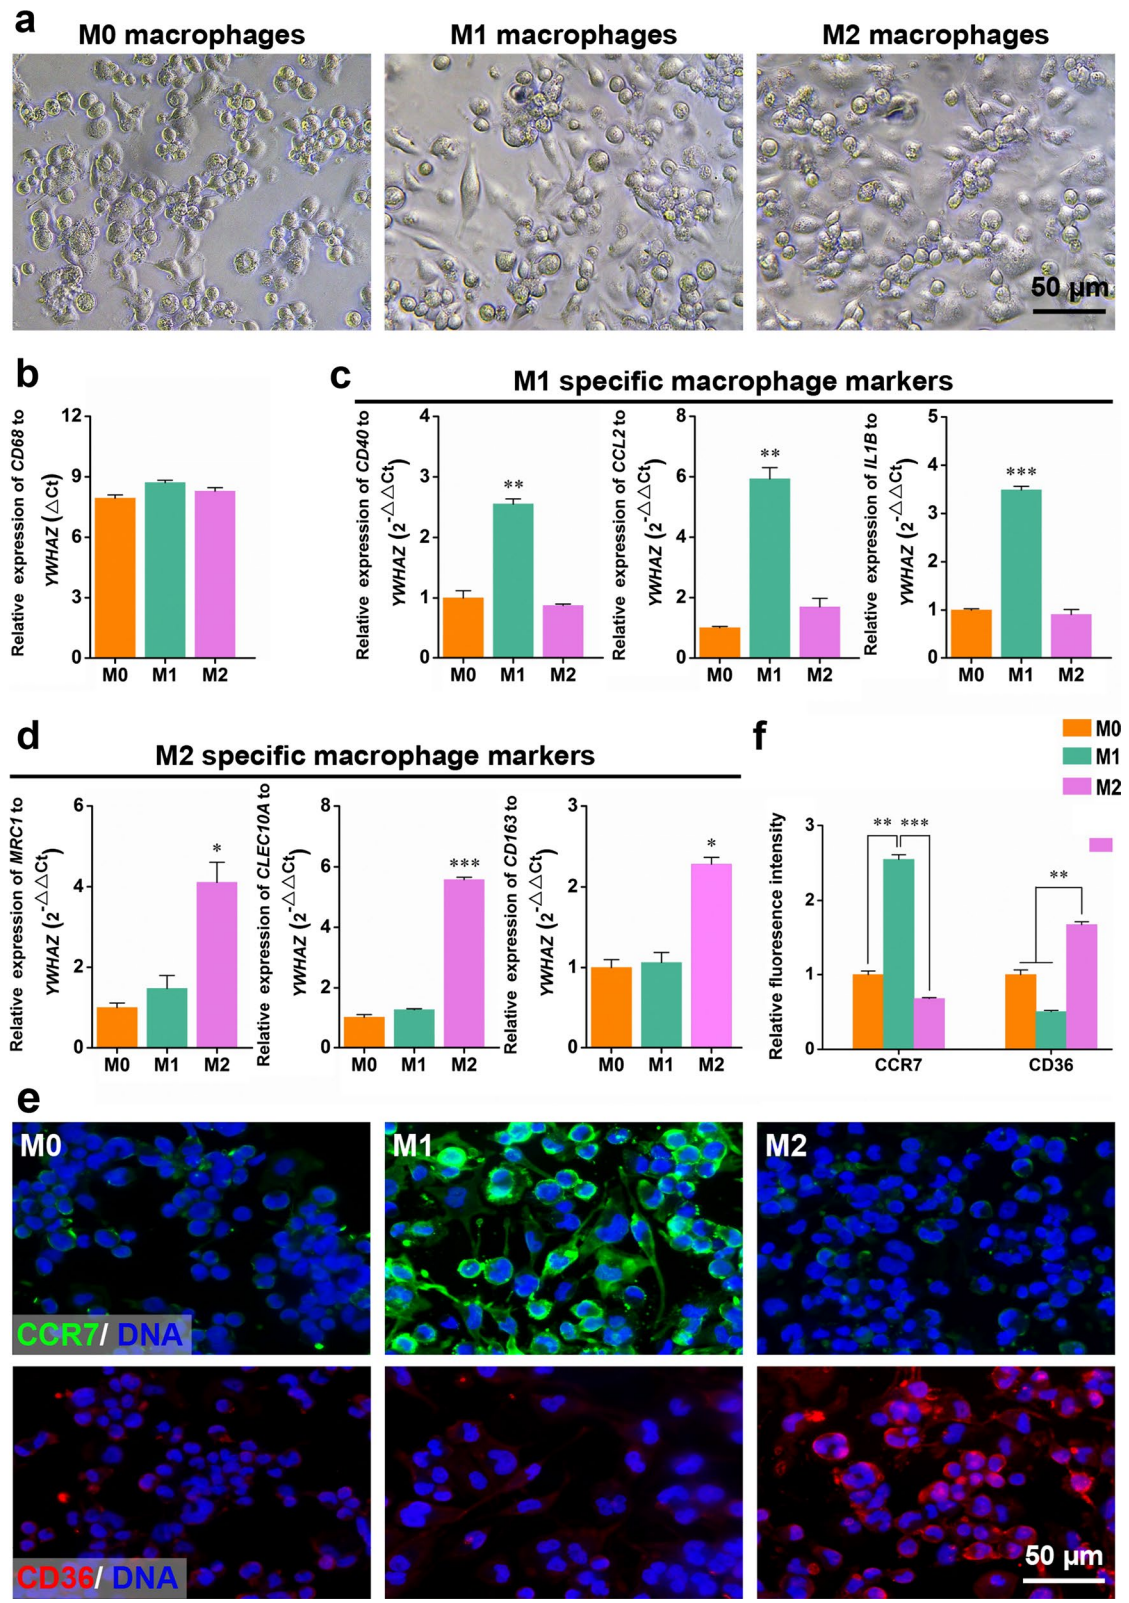 a
M0 macrophages
M1 macrophages
M2 macrophages
50 µm
b
Relative expression of CD68 to
YWHAZ (△Ct)
12
9
6
3
0
M0 M1 M2
c
M1 specific macrophage markers
Relative expression of CD40 to
YWHAZ (2-△△Ct)
4
3
2
1
0
**
M0 M1 M2
Relative expression of CCL2 to
YWHAZ (2-△△Ct)
8
6
4
2
0
**
M0 M1 M2
Relative expression of IL1B to
YWHAZ (2-△△Ct)
5
4
3
2
1
0
***
M0 M1 M2
d
M2 specific macrophage markers
Relative expression of MRC1 to
YWHAZ (2-△△Ct)
6
4
2
0
*
M0 M1 M2
Relative expression of CLEC10A to
YWHAZ (2-△△Ct)
8
6
4
2
0
***
M0 M1 M2
Relative expression of CD163 to
YWHAZ (2-△△Ct)
3
2
1
0
*
M0 M1 M2
f
M0
M1
M2
Relative fluorescence intensity
3
2
1
0
** ***
**
CCR7 CD36
e
M0
M1
M2
CCR7/ DNA
CD36/ DNA
50 µm